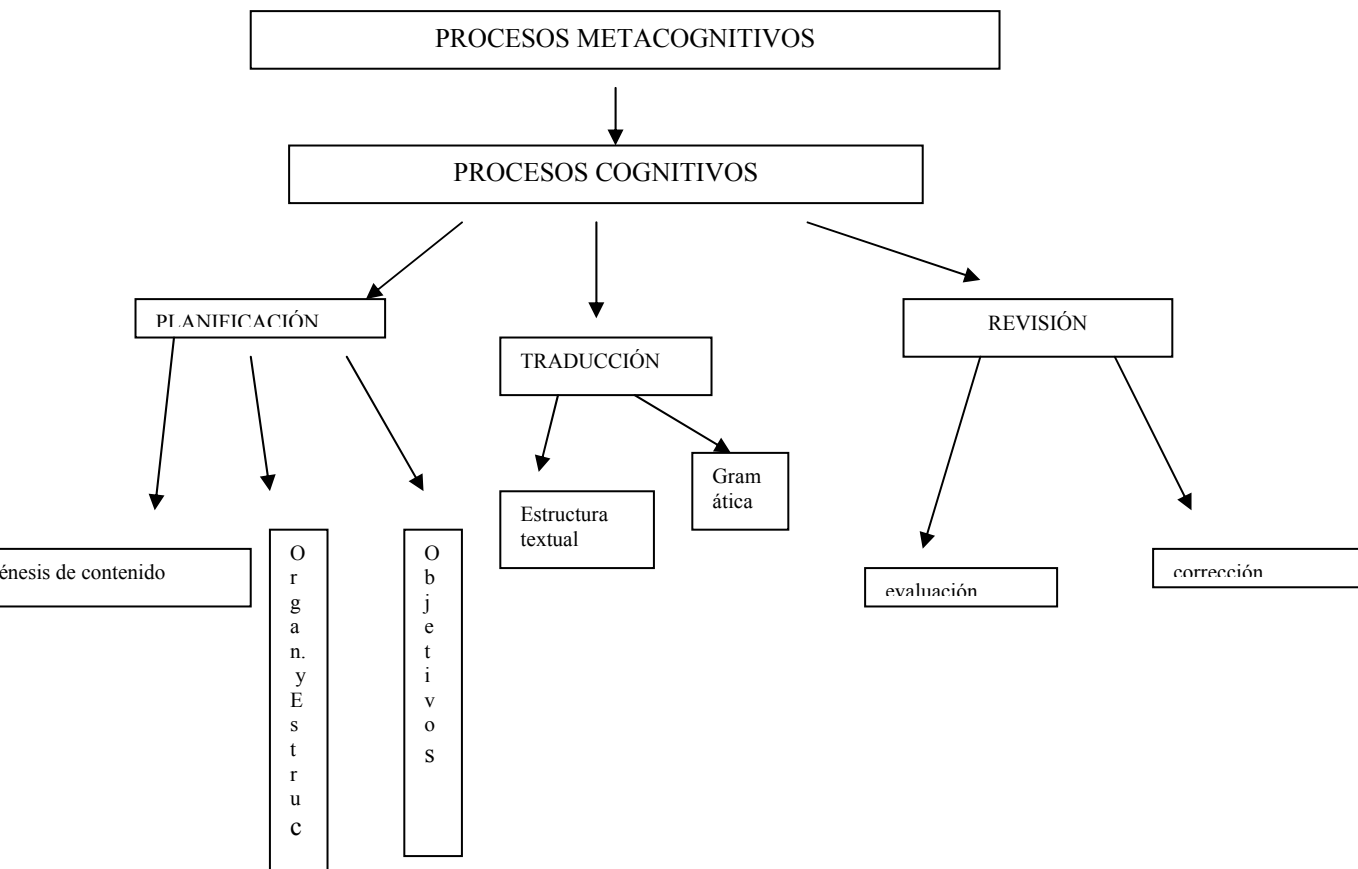 PROCESOS METACOGNITIVOS
PROCESOS COGNITIVOS
PLANIFICACIÓN
REVISIÓN
TRADUCCIÓN
Gram
ática
Estructura
textual
énesis de contenido
O
r
g
a
n.
y
E
s
t
r
u
c
O
b
j
e
t
i
v
o
s
evaluación
corrección